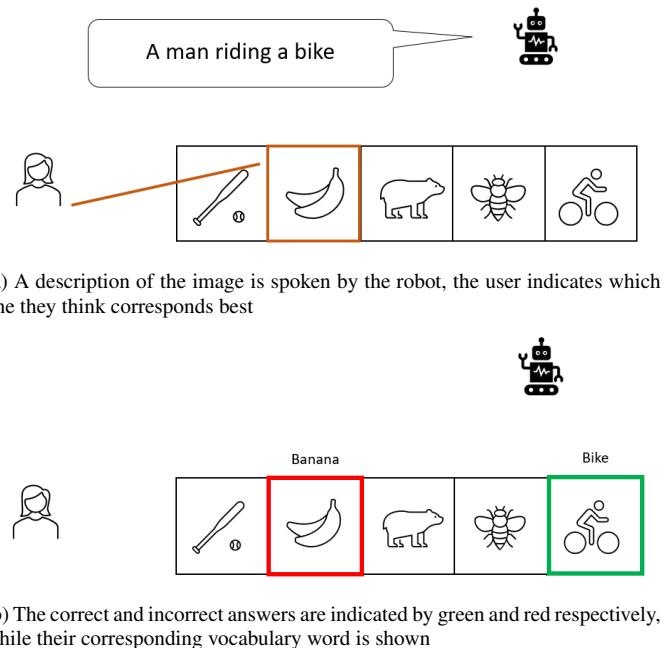 A man riding a bike
) A description of the image is spoken by the robot, the user indicates which
ne they think corresponds best
Banana
Bike
) The correct and incorrect answers are indicated by green and red respectively,
hile their corresponding vocabulary word is shown